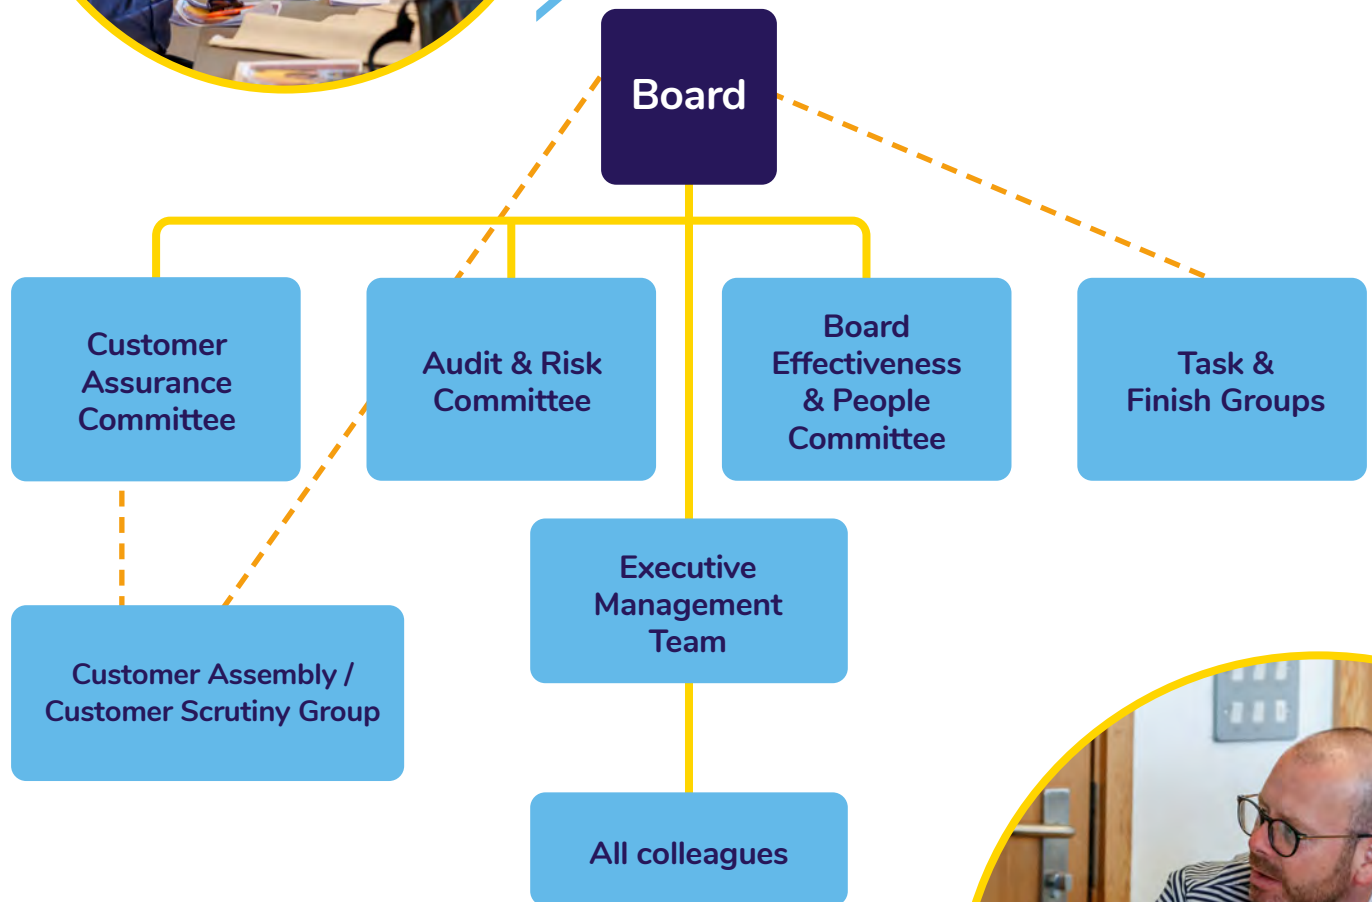 Board
Customer
Assurance
Committee
Audit & Risk
Committee
Board
Effectiveness
& People
Committee
Task &
Finish Groups
Executive
Management
Team
Customer Assembly /
Customer Scrutiny Group
All colleagues